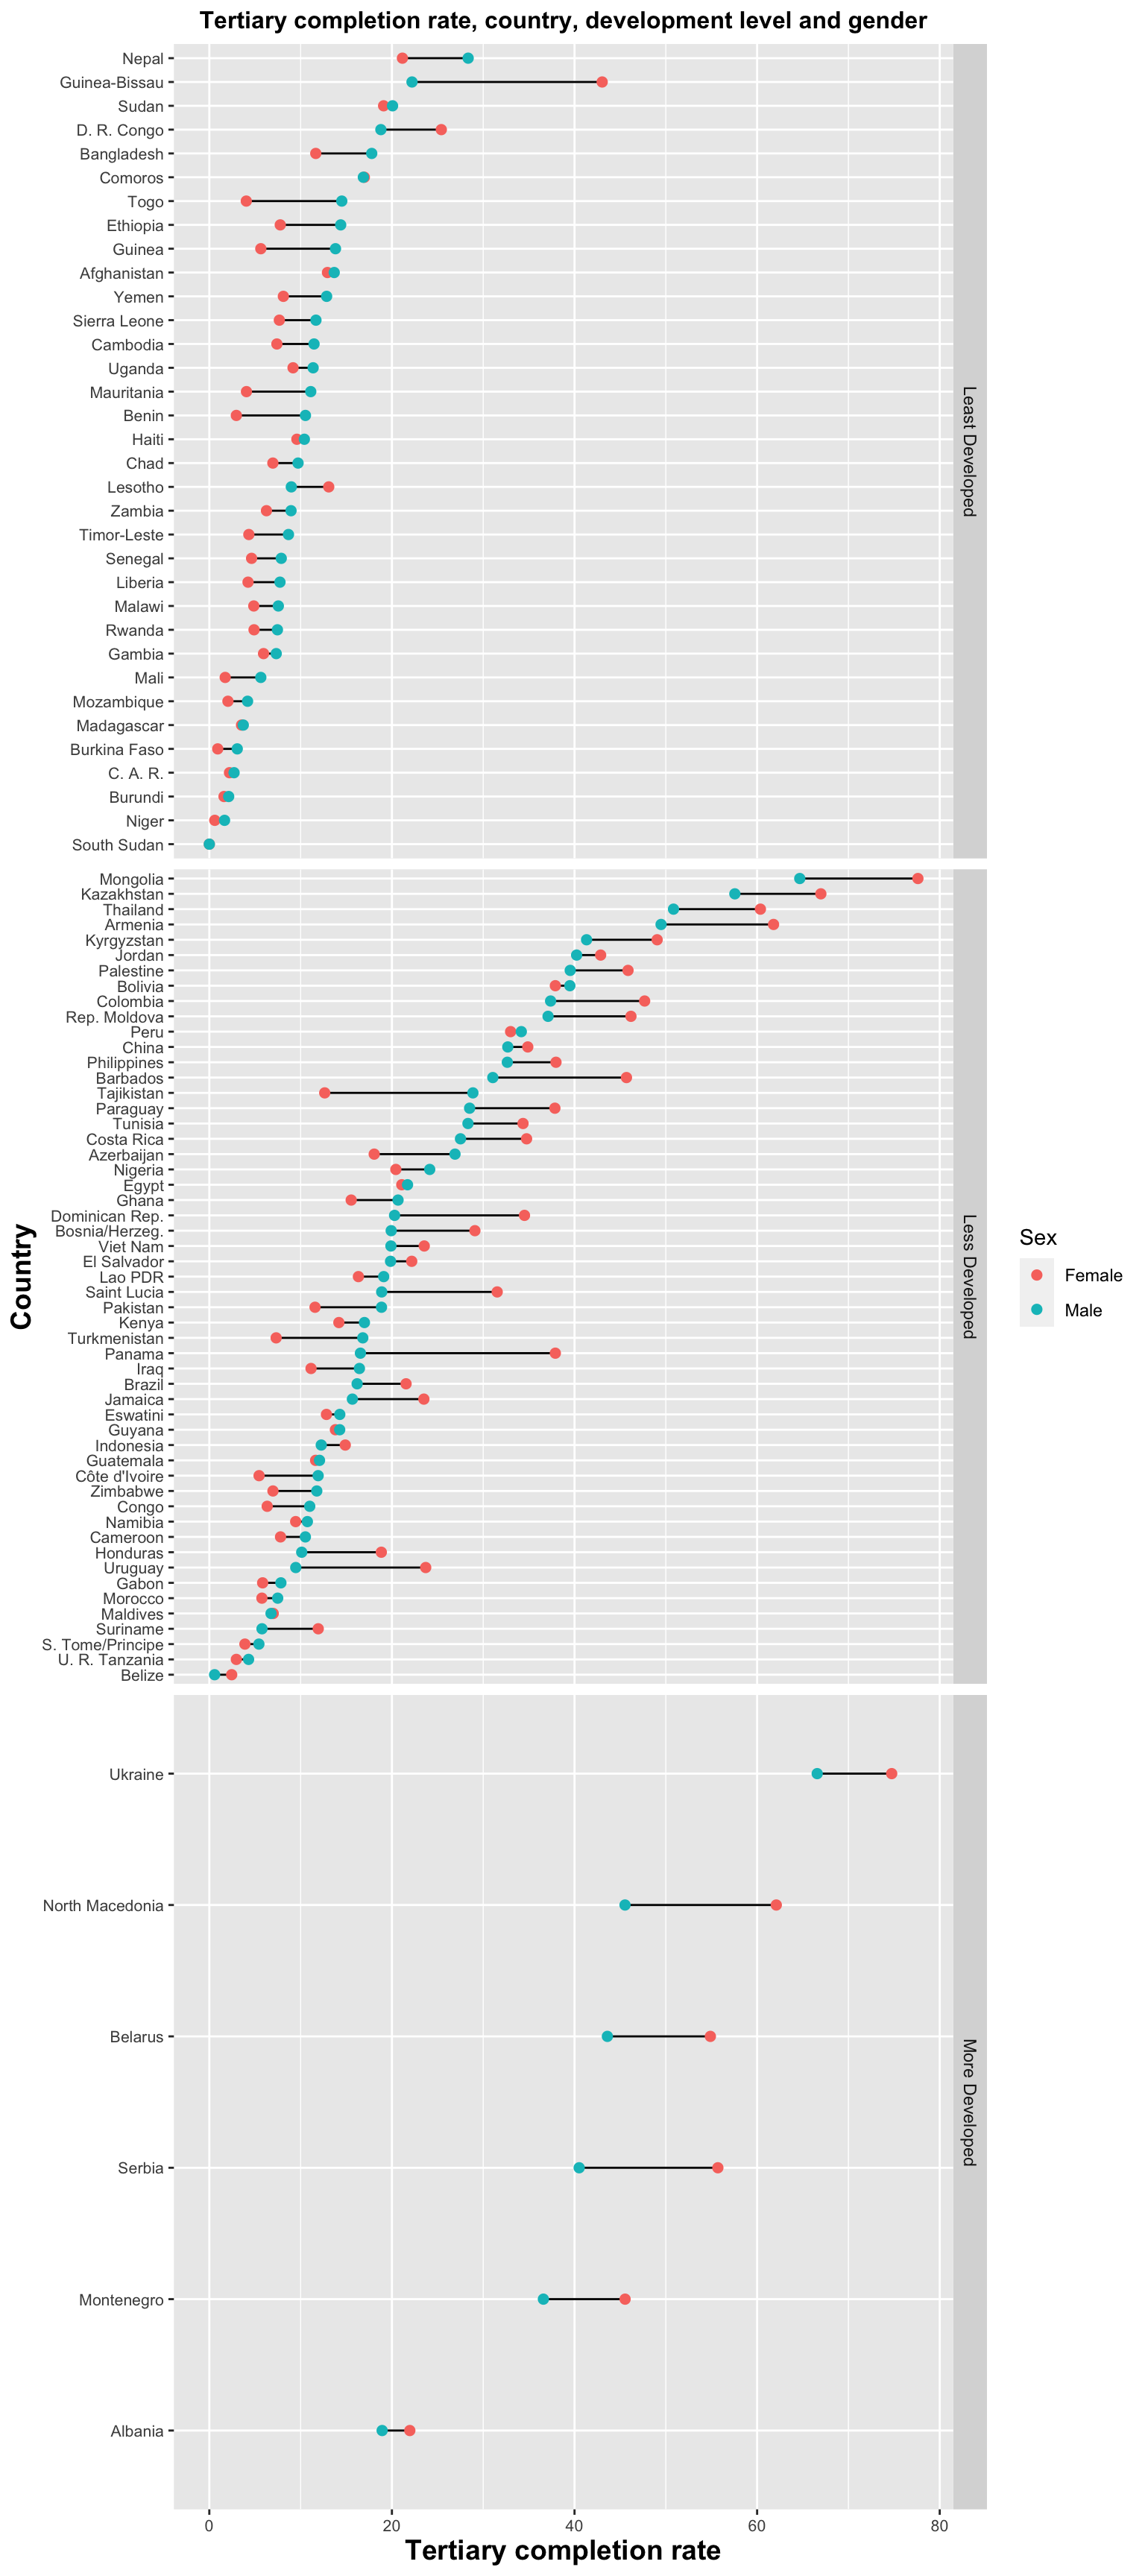 Tertiary completion rate, country, development level and gender
Nepal
Guinea-Bissau
Sudan
D. R. Congo
Bangladesh
Comoros
Togo
Ethiopia
Guinea
Afghanistan
Yemen
Sierra Leone
Cambodia
Uganda
Mauritania
Benin
Haiti
Chad
Lesotho
Zambia
Timor-Leste
Senegal
Liberia
Malawi
Rwanda
Gambia
Mali
Mozambique
Madagascar
Burkina Faso
C. A. R.
Burundi
Niger
South Sudan
Least Developed
Mongolia
Kazakhstan
Thailand
Armenia
Kyrgyzstan
Jordan
Palestine
Bolivia
Colombia
Rep. Moldova
Peru
China
Philippines
Barbados
Tajikistan
Paraguay
Tunisia
Costa Rica
Azerbaijan
Nigeria
Egypt
Ghana
Dominican Rep.
Bosnia/Herzeg.
Viet Nam
El Salvador
Lao PDR
Saint Lucia
Pakistan
Kenya
Turkmenistan
Panama
Iraq
Brazil
Jamaica
Eswatini
Guyana
Indonesia
Guatemala
Côte d'Ivoire
Zimbabwe
Congo
Namibia
Cameroon
Honduras
Uruguay
Gabon
Morocco
Maldives
Suriname
S. Tome/Principe
U. R. Tanzania
Belize
Less Developed
Ukraine
North Macedonia
Belarus
Serbia
Montenegro
Albania
More Developed
0 20 40 60 80
Tertiary completion rate
Country
Sex
Female
Male